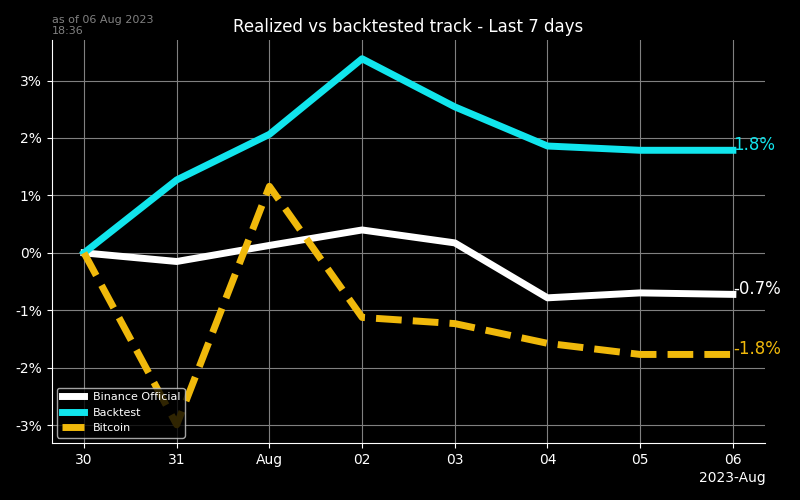 as of 06 Aug 2023
18:36
Realized vs backtested track - Last 7 days
3%
2%
1%
0%
-1%
-2%
-3%
1.8%
-0.7%
-1.8%
Binance Official
Backtest
Bitcoin
30 31 Aug 02 03 04 05 06
2023-Aug